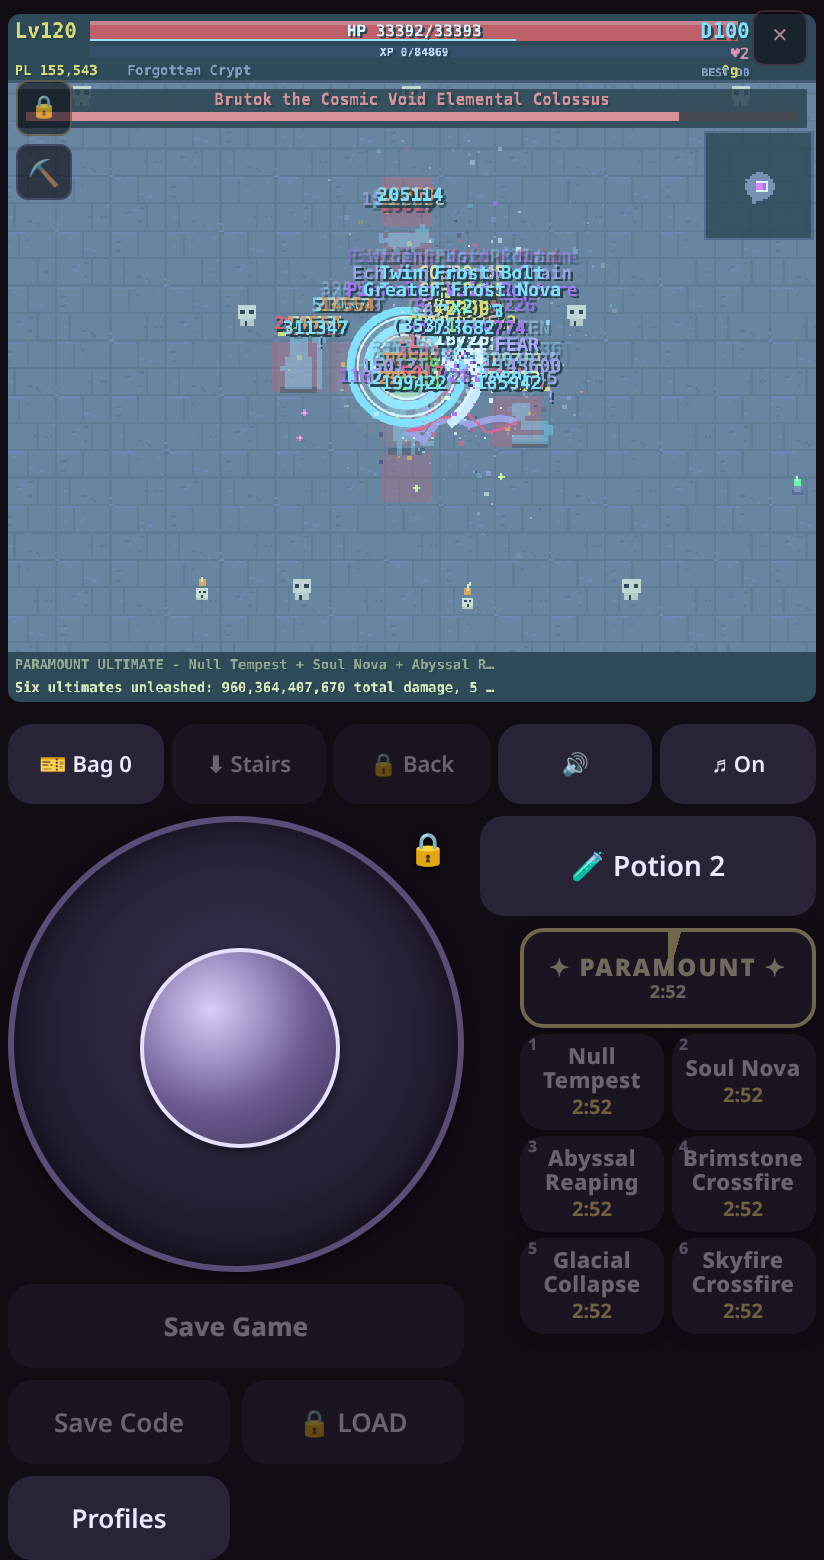 Lv120
HP 33392/33393
D100
×
XP 0/84869
♥2
PL 155,543
Forgotten Crypt
Brutok the Cosmic Void Elemental Colossus
205114
Twin Frost Bolt
Greater Frost Nova
311347
FEAR
199422
185942
PARAMOUNT ULTIMATE - Null Tempest + Soul Nova + Abyssal R…
Six ultimates unleashed: 960,364,407,670 total damage, 5 …
Bag 0
Stairs
Back
♬ On
Potion 2
✦ PARAMOUNT ✦
2:52
1 Null Tempest
2:52
2 Soul Nova
2:52
3 Abyssal Reaping
2:52
4 Brimstone Crossfire
2:52
5 Glacial Collapse
2:52
6 Skyfire Crossfire
2:52
Save Game
Save Code
LOAD
Profiles